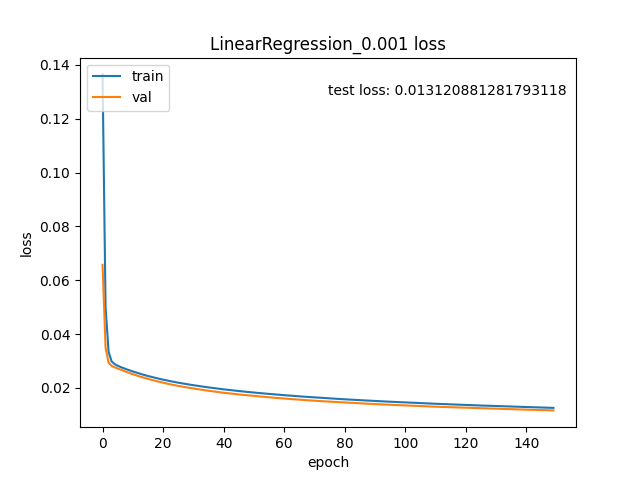 LinearRegression_0.001 loss
train
val
test loss: 0.013120881281793118
0.14
0.12
0.10
0.08
0.06
0.04
0.02
loss
0 20 40 60 80 100 120 140
epoch